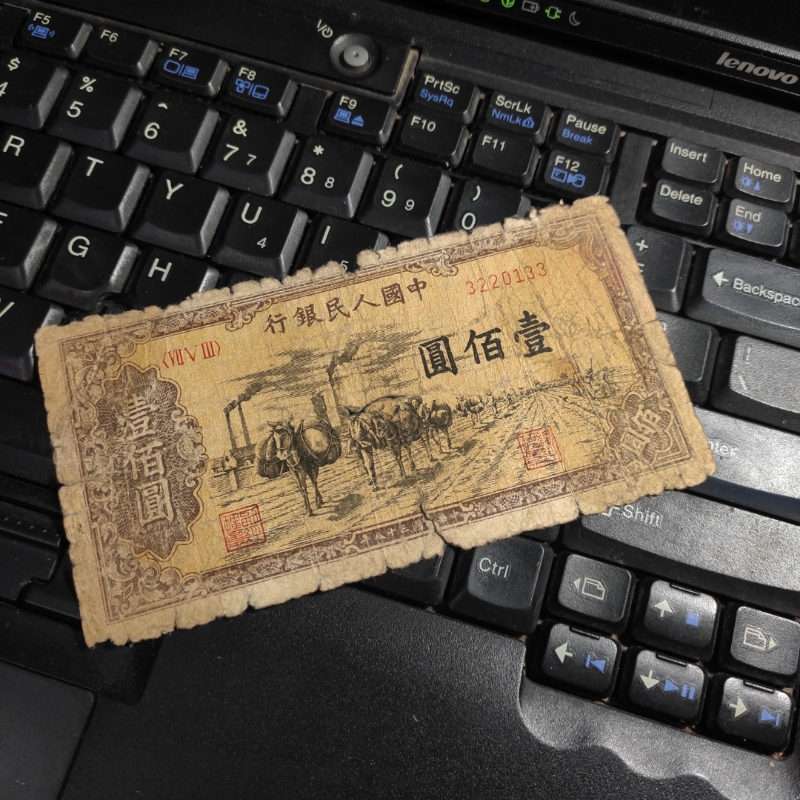 lenovo
F5
F6
F7
F8
F9
PrtSc
SysRq
ScrLk
NmLk
Pause
Break
Insert
Home
F10
F11
F12
Delete
End
$
4
%
5
^
6
&
7 7
*
8 8
(
9 9
)
0
+
Backspac
R
T
Y
U
4
I
5
G
H
V
Shift
Ctrl
中國人民銀行
3220133
〈VII V III〉
壹佰圓
壹佰圓